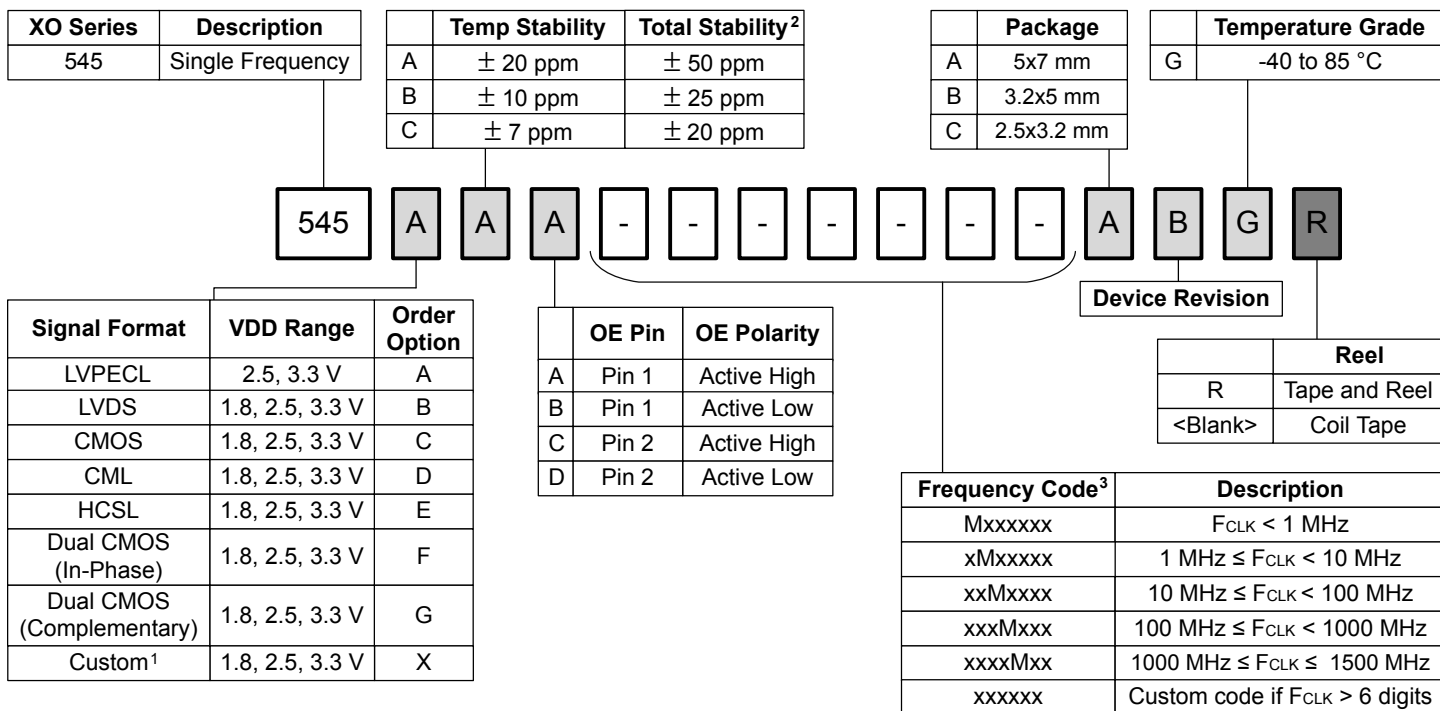 XO Series Description
545 Single Frequency
Temp Stability Total Stability²
A ± 20 ppm ± 50 ppm
B ± 10 ppm ± 25 ppm
C ± 7 ppm ± 20 ppm
Package
A 5x7 mm
B 3.2x5 mm
C 2.5x3.2 mm
Temperature Grade
G -40 to 85 °C
545 A A A - - - - - - - A B G R
Signal Format VDD Range Order Option
LVPECL 2.5, 3.3 V A
LVDS 1.8, 2.5, 3.3 V B
CMOS 1.8, 2.5, 3.3 V C
CML 1.8, 2.5, 3.3 V D
HCSL 1.8, 2.5, 3.3 V E
Dual CMOS (In-Phase) 1.8, 2.5, 3.3 V F
Dual CMOS (Complementary) 1.8, 2.5, 3.3 V G
Custom¹ 1.8, 2.5, 3.3 V X
OE Pin OE Polarity
A Pin 1 Active High
B Pin 1 Active Low
C Pin 2 Active High
D Pin 2 Active Low
Device Revision
Reel
R Tape and Reel
<Blank> Coil Tape
Frequency Code³ Description
Mxxxxxx FCLK < 1 MHz
xMxxxxx 1 MHz ≤ FCLK < 10 MHz
xxMxxxx 10 MHz ≤ FCLK < 100 MHz
xxxMxxx 100 MHz ≤ FCLK < 1000 MHz
xxxxMxx 1000 MHz ≤ FCLK ≤ 1500 MHz
xxxxxx Custom code if FCLK > 6 digits